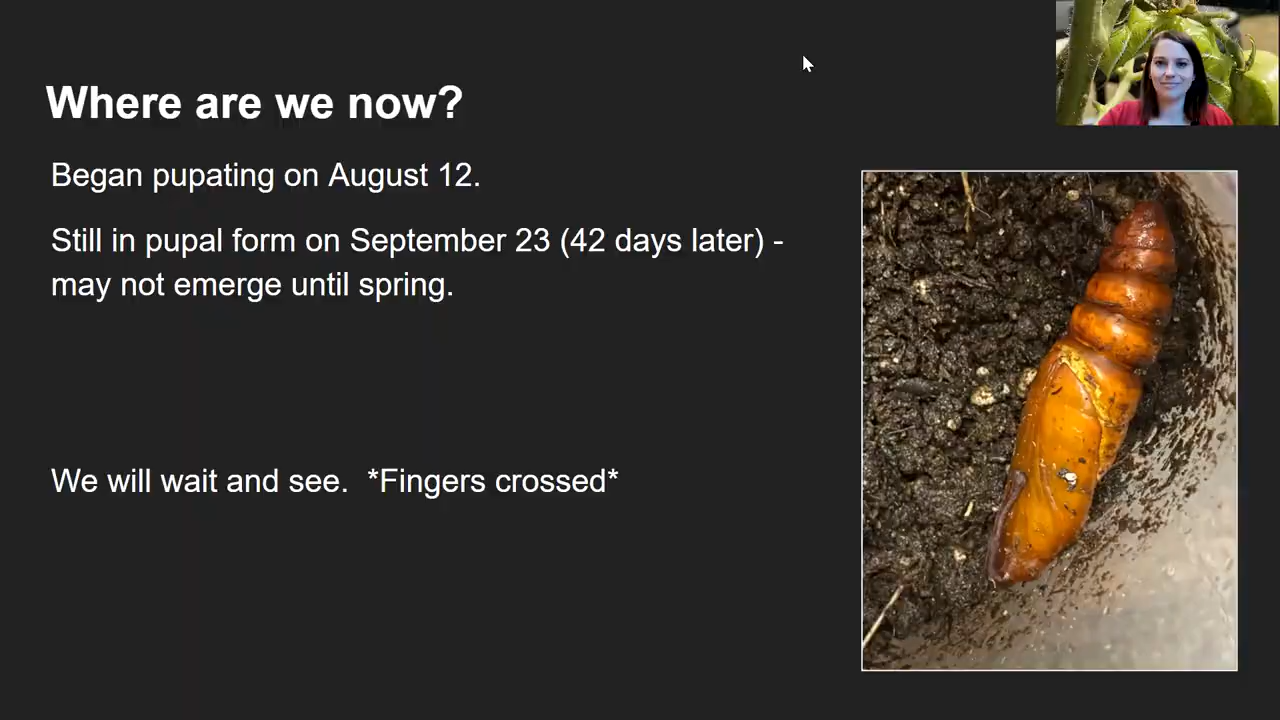 Where are we now?
Began pupating on August 12.
Still in pupal form on September 23 (42 days later) -
may not emerge until spring.
We will wait and see.  *Fingers crossed*